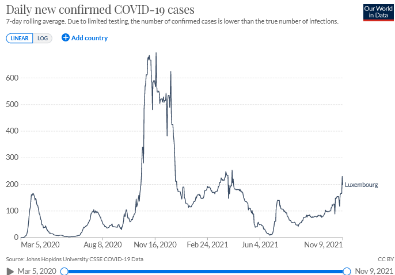 Daily new confirmed COVID-19 cases
7-day rolling average. Due to limited testing, the number of confirmed cases is lower than the true number of infections.
Our World
in Data
LINEAR LOG
Add country
600
500
400
300
200
100
0
Luxembourg
Mar 5, 2020 Aug 8, 2020 Nov 16, 2020 Feb 24, 2021 Jun 4, 2021 Nov 9, 2021
Source: Johns Hopkins University CSSE COVID-19 Data CC BY
Mar 5, 2020 Nov 9, 2021